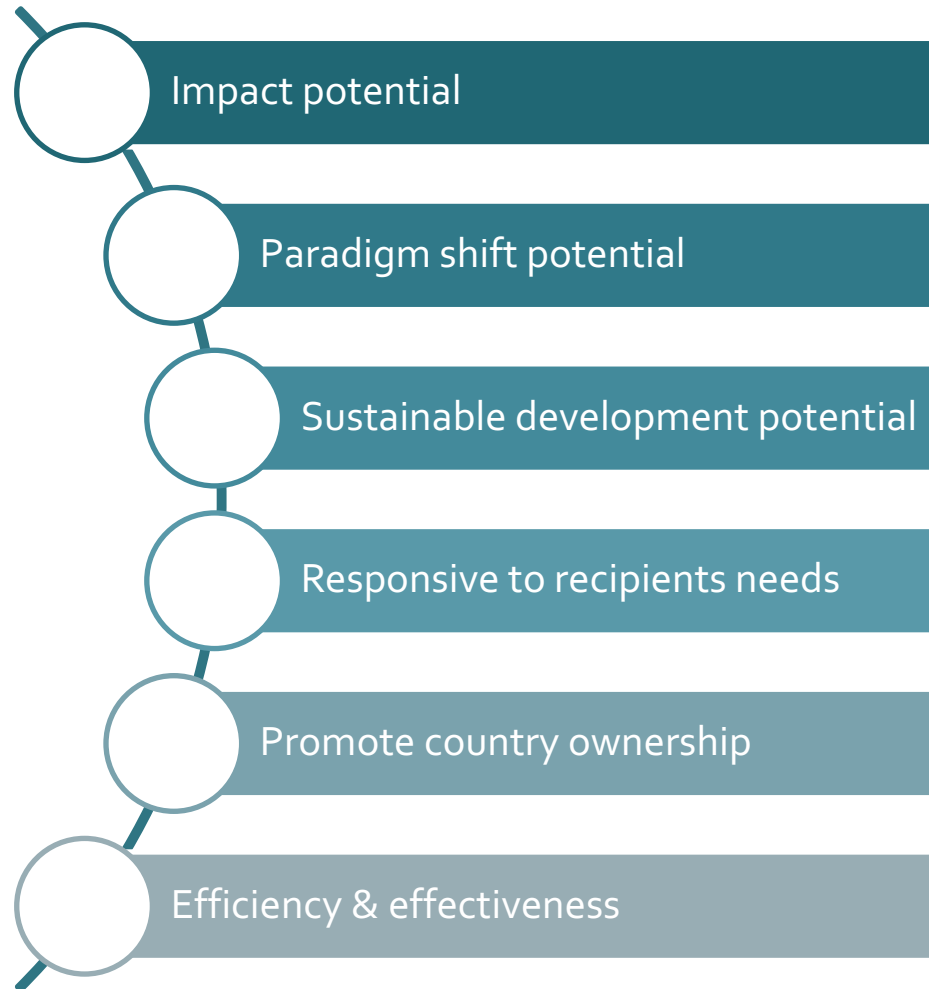 Impact potential
Paradigm shift potential
Sustainable development potential
Responsive to recipients needs
Promote country ownership
Efficiency & effectiveness